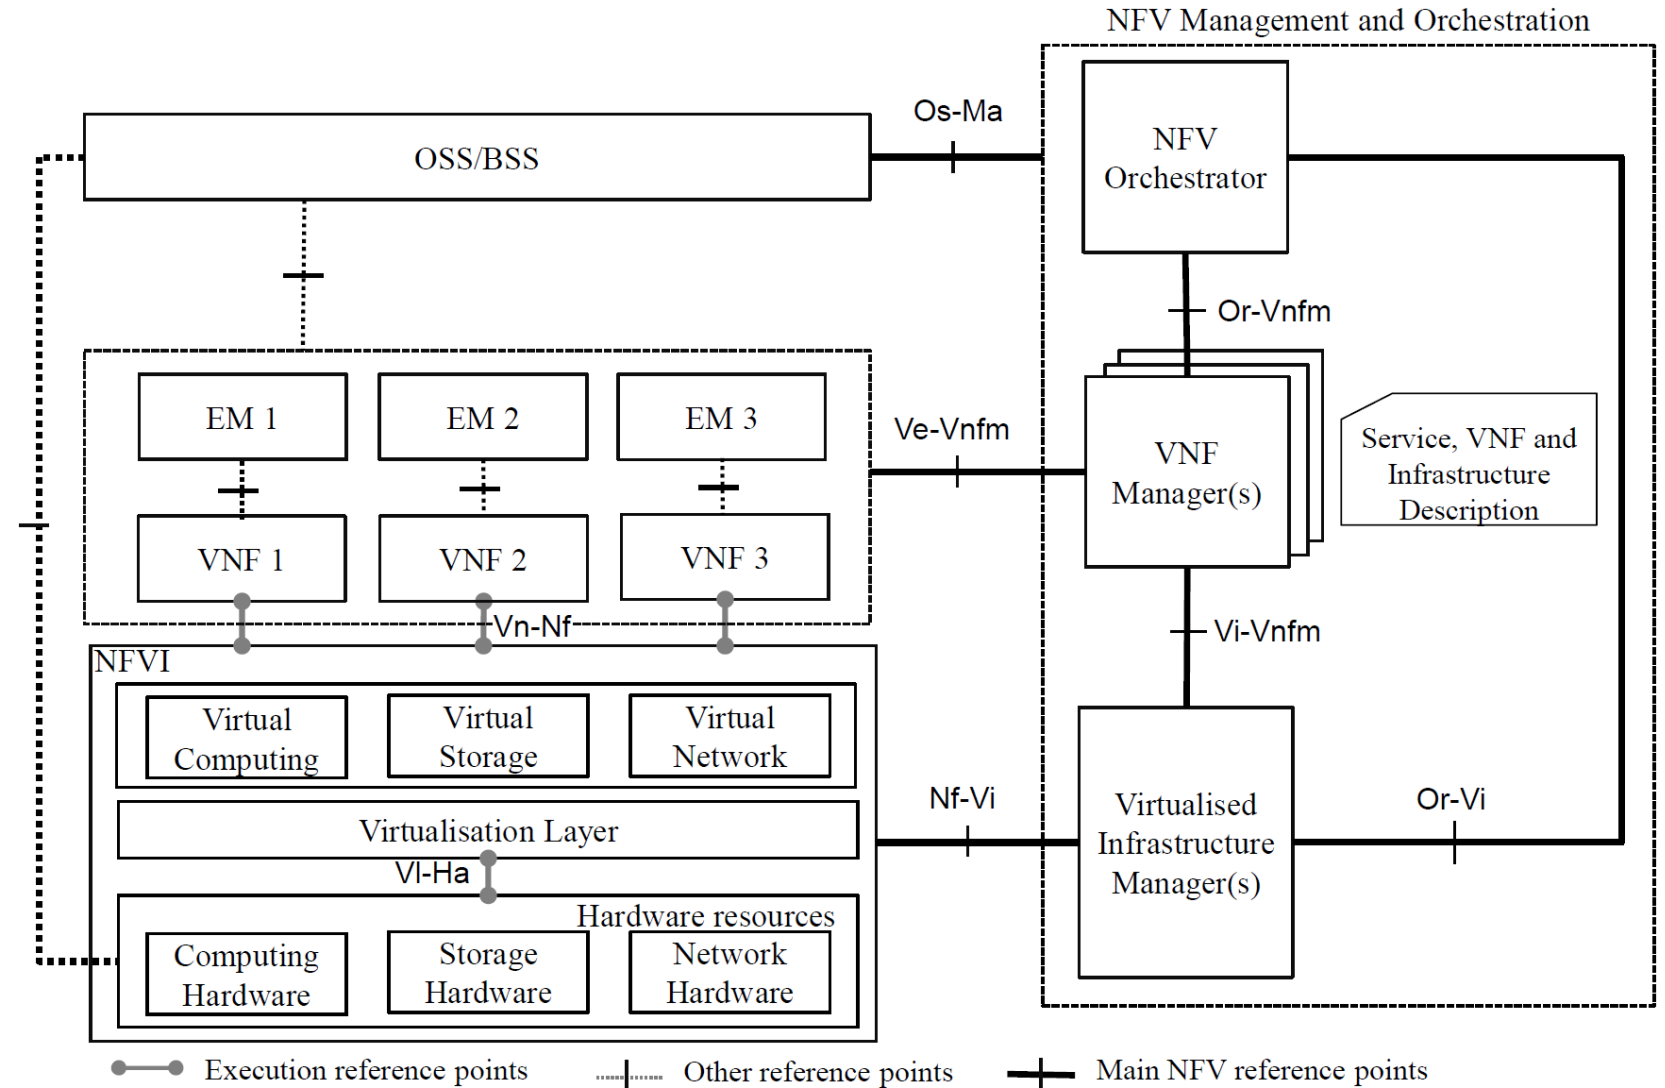 NFV Management and Orchestration
Os-Ma
OSS/BSS
NFV
Orchestrator
Or-Vnfm
EM 1
EM 2
EM 3
Ve-Vnfm
VNF
Manager(s)
Service, VNF and
Infrastructure
Description
VNF 1
VNF 2
VNF 3
Vn-Nf
Vi-Vnfm
NFVI
Virtual
Computing
Virtual
Storage
Virtual
Network
Nf-Vi
Virtualised
Infrastructure
Manager(s)
Or-Vi
Virtualisation Layer
Vl-Ha
Hardware resources
Computing
Hardware
Storage
Hardware
Network
Hardware
Execution reference points
Other reference points
Main NFV reference points